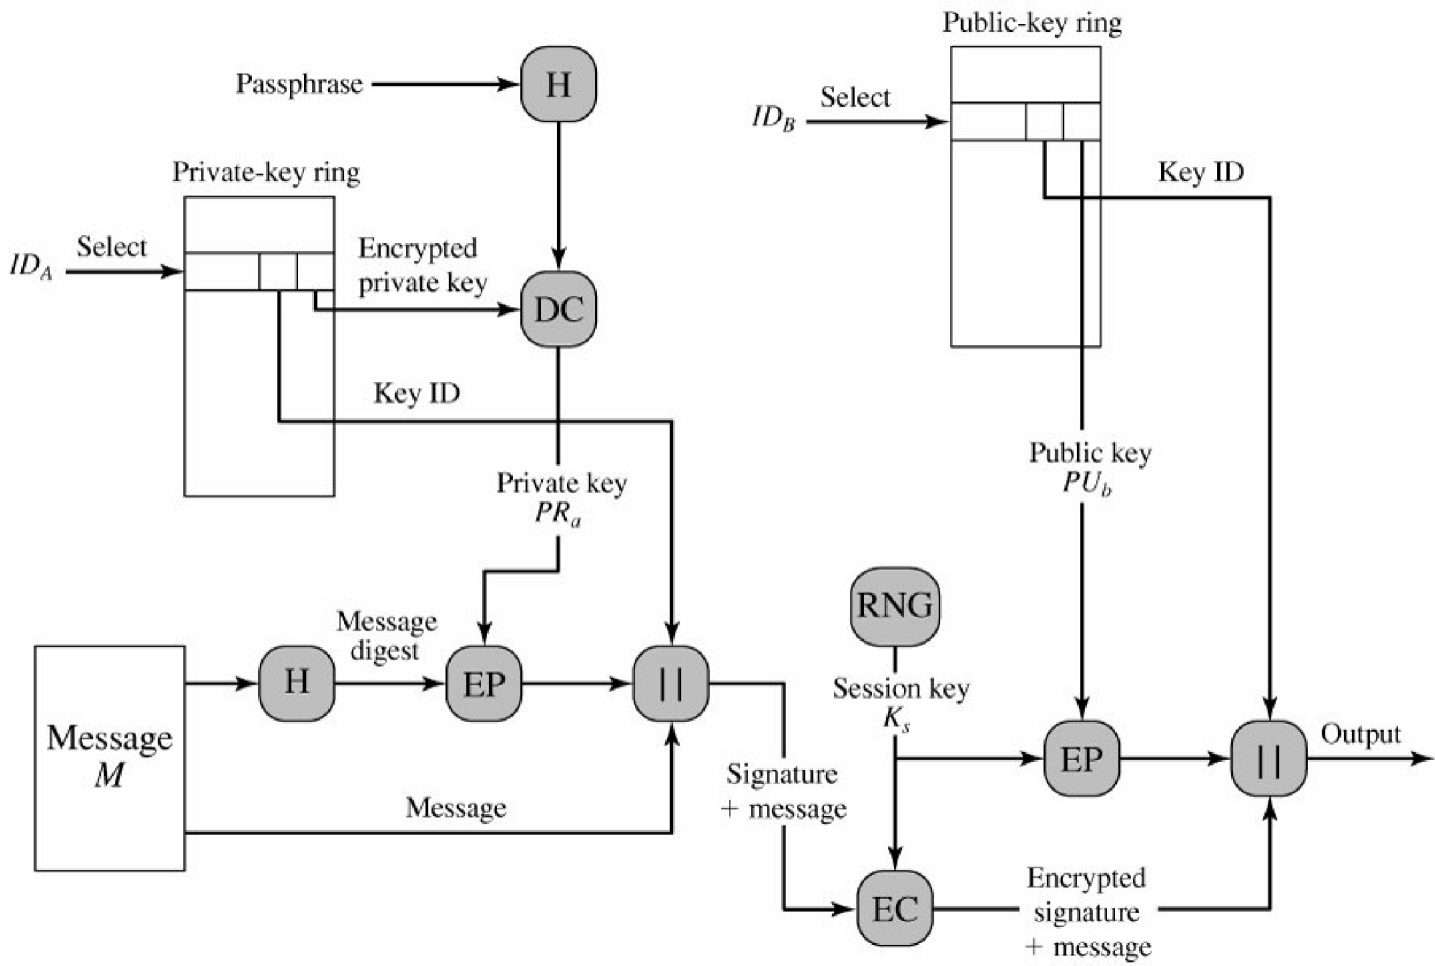 Public-key ring
Passphrase
H
ID_B
Select
Private-key ring
Key ID
ID_A
Select
Encrypted
private key
DC
Key ID
Public key
PU_b
Private key
PR_a
RNG
Message
digest
Session key
K_s
H
EP
||
Message
M
Signature
+ message
EP
||
Output
Message
EC
Encrypted
signature
+ message